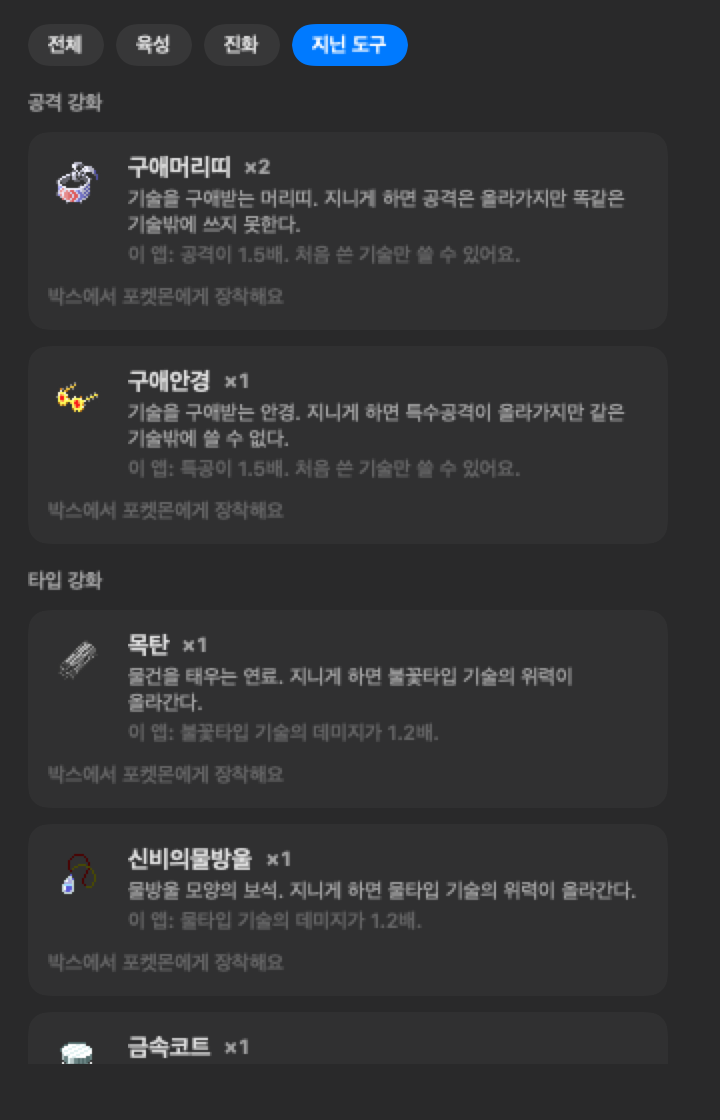 전체 육성 진화 지닌 도구
공격 강화
구애머리띠 ×2
기술을 구애받는 머리띠. 지니게 하면 공격은 올라가지만 똑같은
기술밖에 쓰지 못한다.
이 앱: 공격이 1.5배. 처음 쓴 기술만 쓸 수 있어요.
박스에서 포켓몬에게 장착해요
구애안경 ×1
기술을 구애받는 안경. 지니게 하면 특수공격이 올라가지만 같은
기술밖에 쓸 수 없다.
이 앱: 특공이 1.5배. 처음 쓴 기술만 쓸 수 있어요.
박스에서 포켓몬에게 장착해요
타입 강화
목탄 ×1
물건을 태우는 연료. 지니게 하면 불꽃타입 기술의 위력이
올라간다.
이 앱: 불꽃타입 기술의 데미지가 1.2배.
박스에서 포켓몬에게 장착해요
신비의물방울 ×1
물방울 모양의 보석. 지니게 하면 물타입 기술의 위력이 올라간다.
이 앱: 물타입 기술의 데미지가 1.2배.
박스에서 포켓몬에게 장착해요
금속코트 ×1